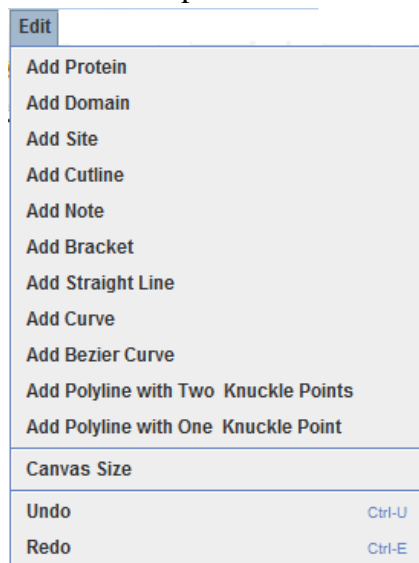 Edit
Add Protein
Add Domain
Add Site
Add Cutline
Add Note
Add Bracket
Add Straight Line
Add Curve
Add Bezier Curve
Add Polyline with Two Knuckle Points
Add Polyline with One Knuckle Point
Canvas Size
Undo Ctrl-U
Redo Ctrl-E